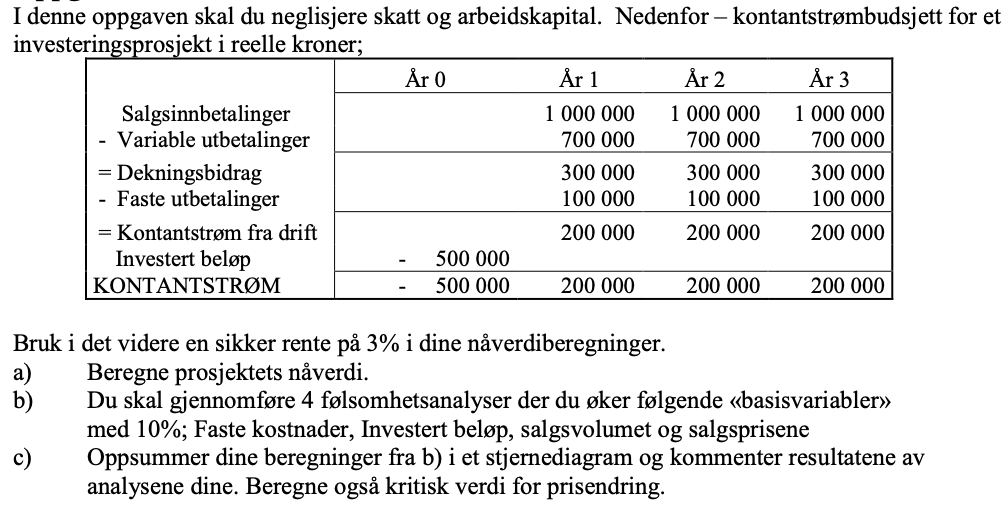 I denne oppgaven skal du neglisjere skatt og arbeidskapital. Nedenfor – kontantstrømbudsjett for et
investeringsprosjekt i reelle kroner;
År 0 År 1 År 2 År 3
Salgsinnbetalinger 1 000 000 1 000 000 1 000 000
- Variable utbetalinger 700 000 700 000 700 000
= Dekningsbidrag 300 000 300 000 300 000
- Faste utbetalinger 100 000 100 000 100 000
= Kontantstrøm fra drift 200 000 200 000 200 000
Investert beløp - 500 000
KONTANTSTRØM - 500 000 200 000 200 000 200 000
Bruk i det videre en sikker rente på 3% i dine nåverdiberegninger.
a) Beregne prosjektets nåverdi.
b) Du skal gjennomføre 4 følsomhetsanalyser der du øker følgende «basisvariabler»
med 10%; Faste kostnader, Investert beløp, salgsvolumet og salgsprisene
c) Oppsummer dine beregninger fra b) i et stjernediagram og kommenter resultatene av
analysene dine. Beregne også kritisk verdi for prisendring.